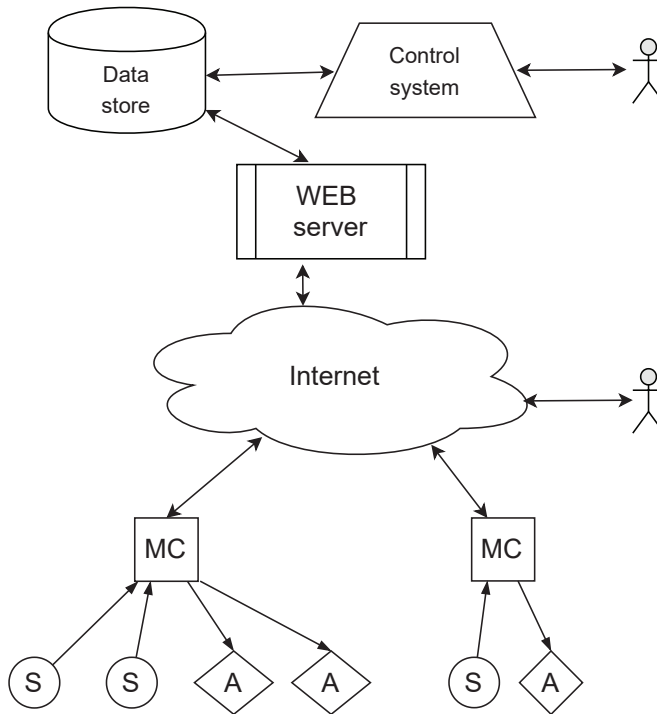 Data
store
Control
system
WEB
server
Internet
MC
MC
S
S
A
A
S
A